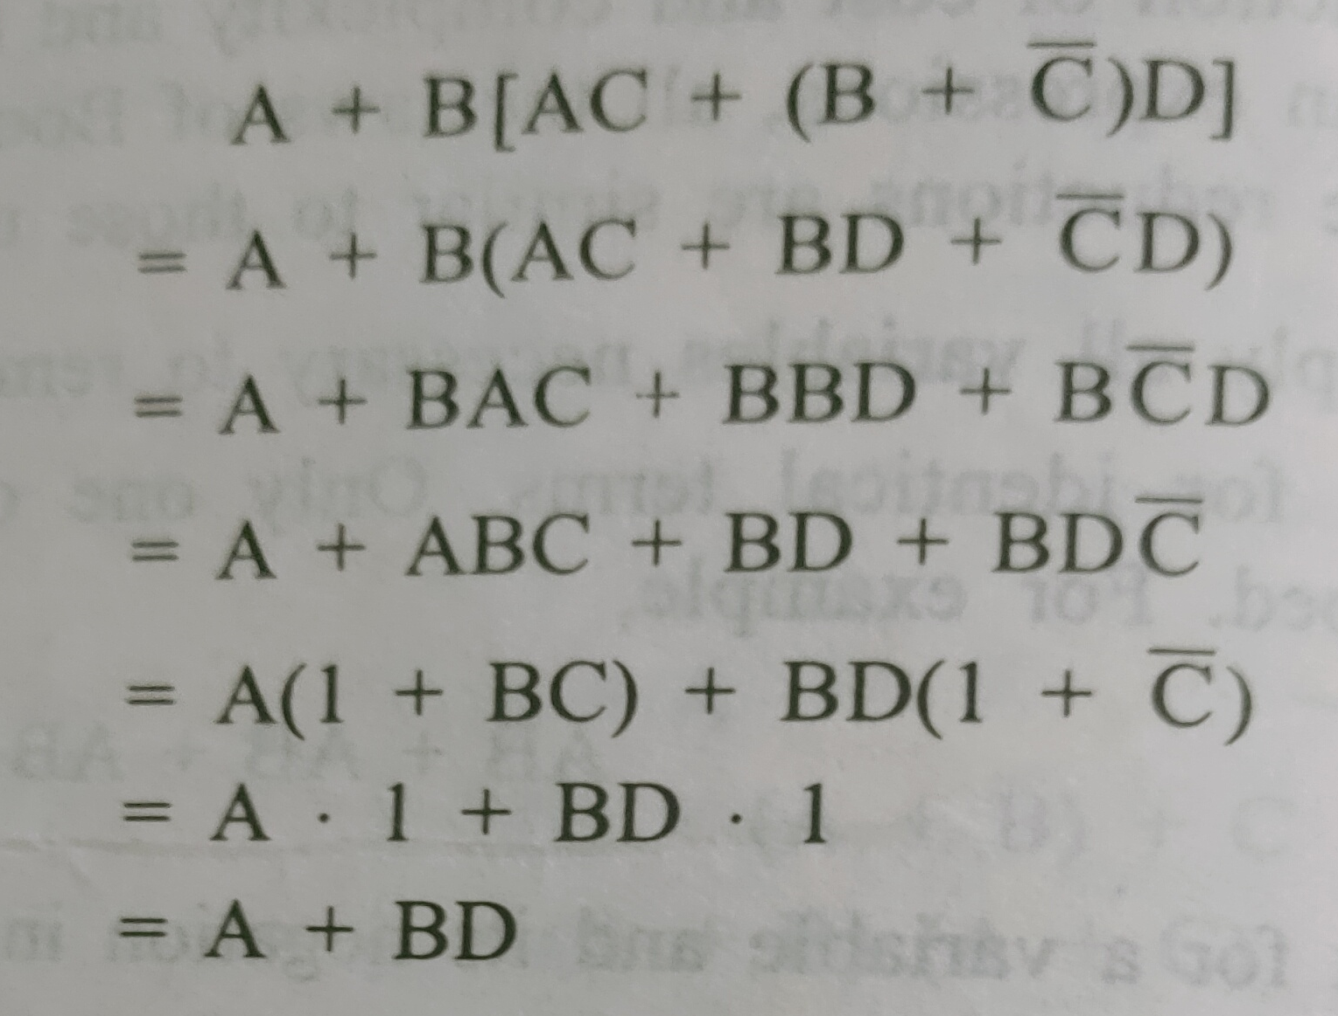 A + B[AC + (B + C̅)D]
= A + B(AC + BD + C̅D)
= A + BAC + BBD + BC̅D
= A + ABC + BD + BDC̅
= A(1 + BC) + BD(1 + C̅)
= A · 1 + BD · 1
= A + BD